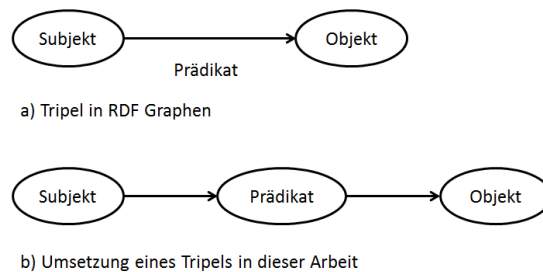 Subjekt
Objekt
Prädikat
a) Tripel in RDF Graphen
Subjekt
Prädikat
Objekt
b) Umsetzung eines Tripels in dieser Arbeit